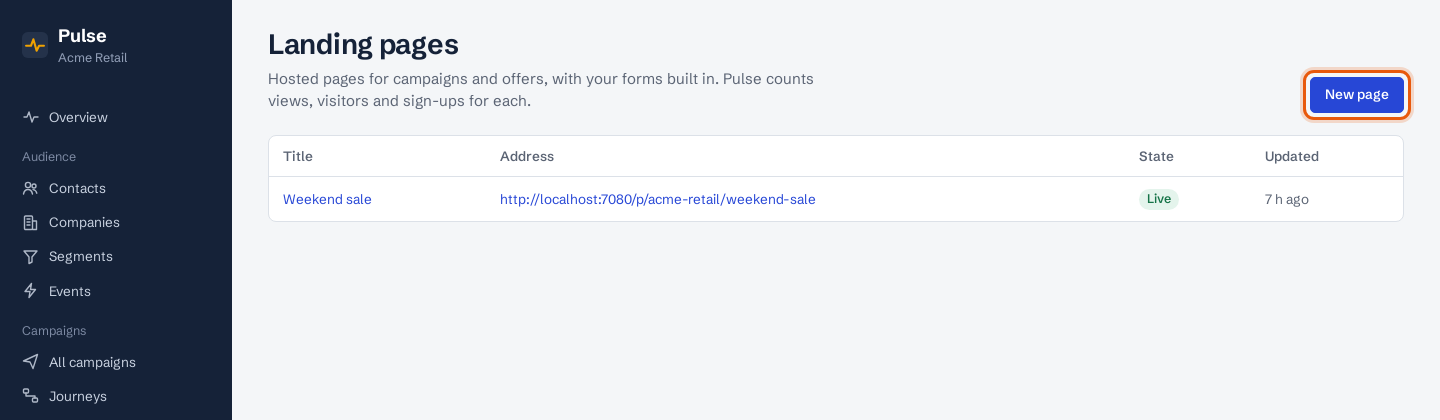 Pulse
Acme Retail
Overview
Audience
Contacts
Companies
Segments
Events
Campaigns
All campaigns
Journeys
Landing pages
Hosted pages for campaigns and offers, with your forms built in. Pulse counts
views, visitors and sign-ups for each.
New page
Title Address State Updated
Weekend sale http://localhost:7080/p/acme-retail/weekend-sale Live 7 h ago